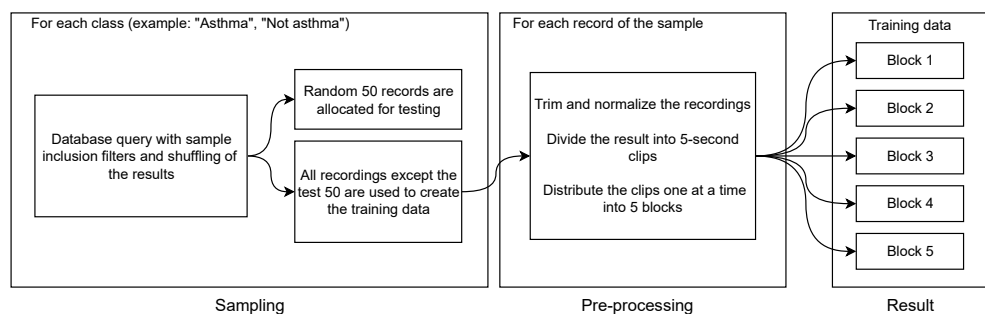 For each class (example: "Asthma", "Not asthma")
Database query with sample
inclusion filters and shuffling of
the results
Random 50 records are
allocated for testing
All recordings except the
test 50 are used to create
the training data
Sampling
For each record of the sample
Trim and normalize the recordings
Divide the result into 5-second
clips
Distribute the clips one at a time
into 5 blocks
Pre-processing
Training data
Block 1
Block 2
Block 3
Block 4
Block 5
Result